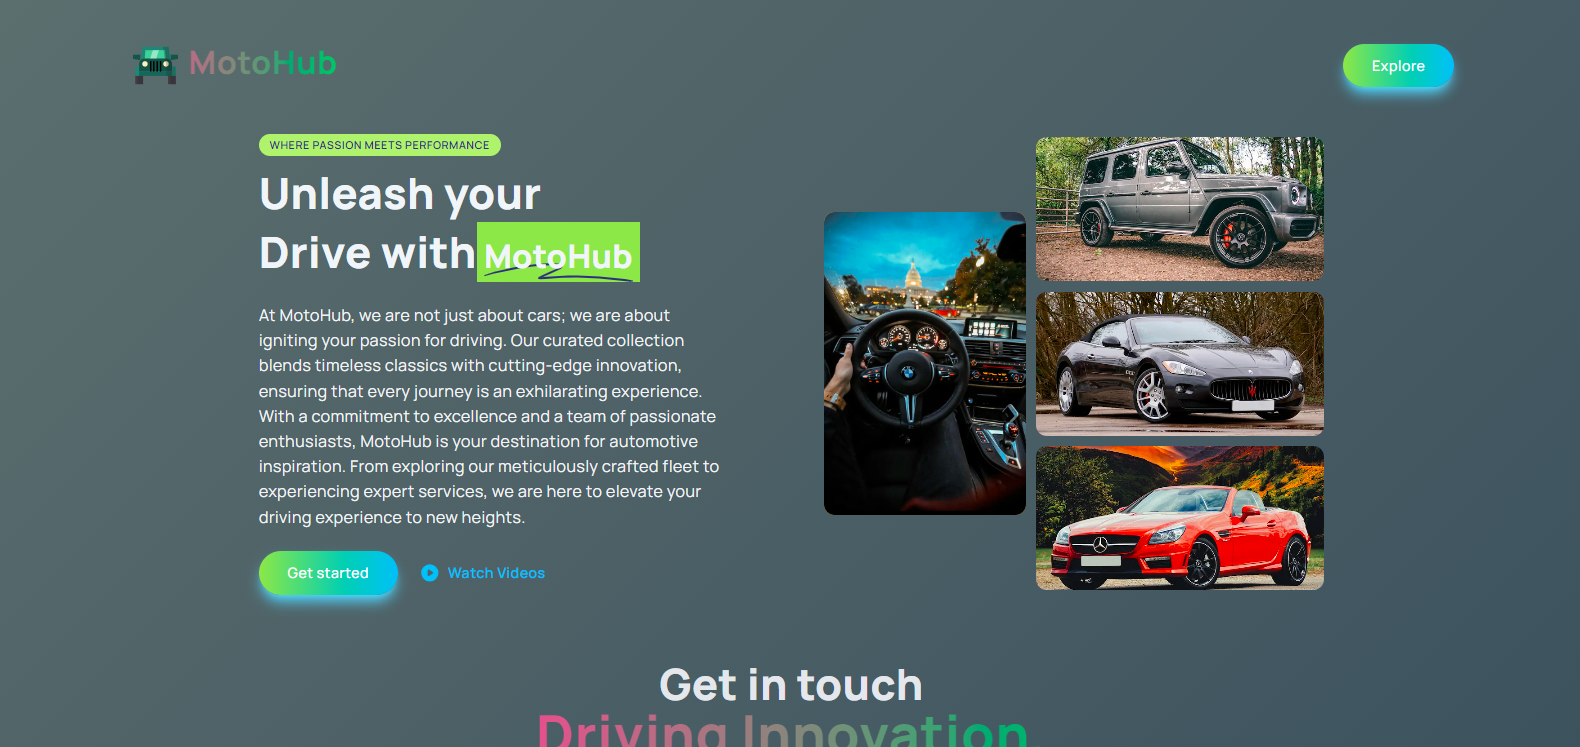 MotoHub
Explore
WHERE PASSION MEETS PERFORMANCE
Unleash your
Drive with MotoHub
At MotoHub, we are not just about cars; we are about
igniting your passion for driving. Our curated collection
blends timeless classics with cutting-edge innovation,
ensuring that every journey is an exhilarating experience.
With a commitment to excellence and a team of passionate
enthusiasts, MotoHub is your destination for automotive
inspiration. From exploring our meticulously crafted fleet to
experiencing expert services, we are here to elevate your
driving experience to new heights.
Get started
Watch Videos
Get in touch
Driving Innovation